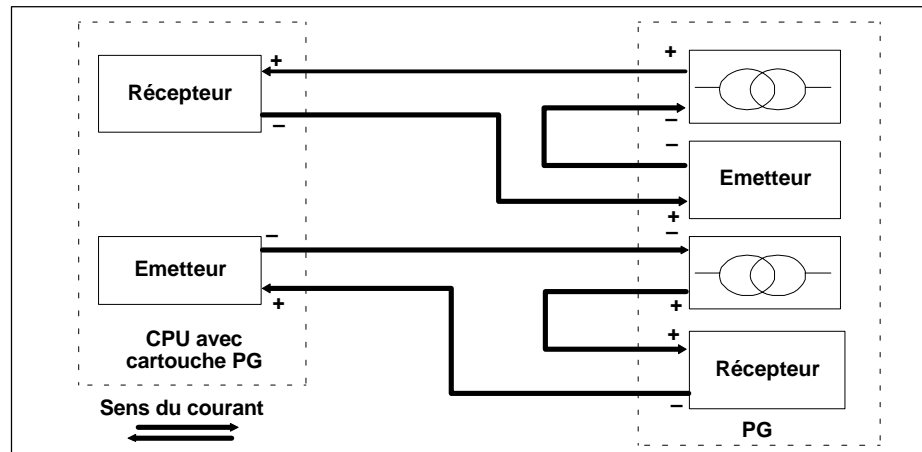 +
+
Récepteur
–
–
–
Emetteur
+
–
–
Emetteur
+
+
+
CPU avec
cartouche PG
Récepteur
Sens du courant
–
PG